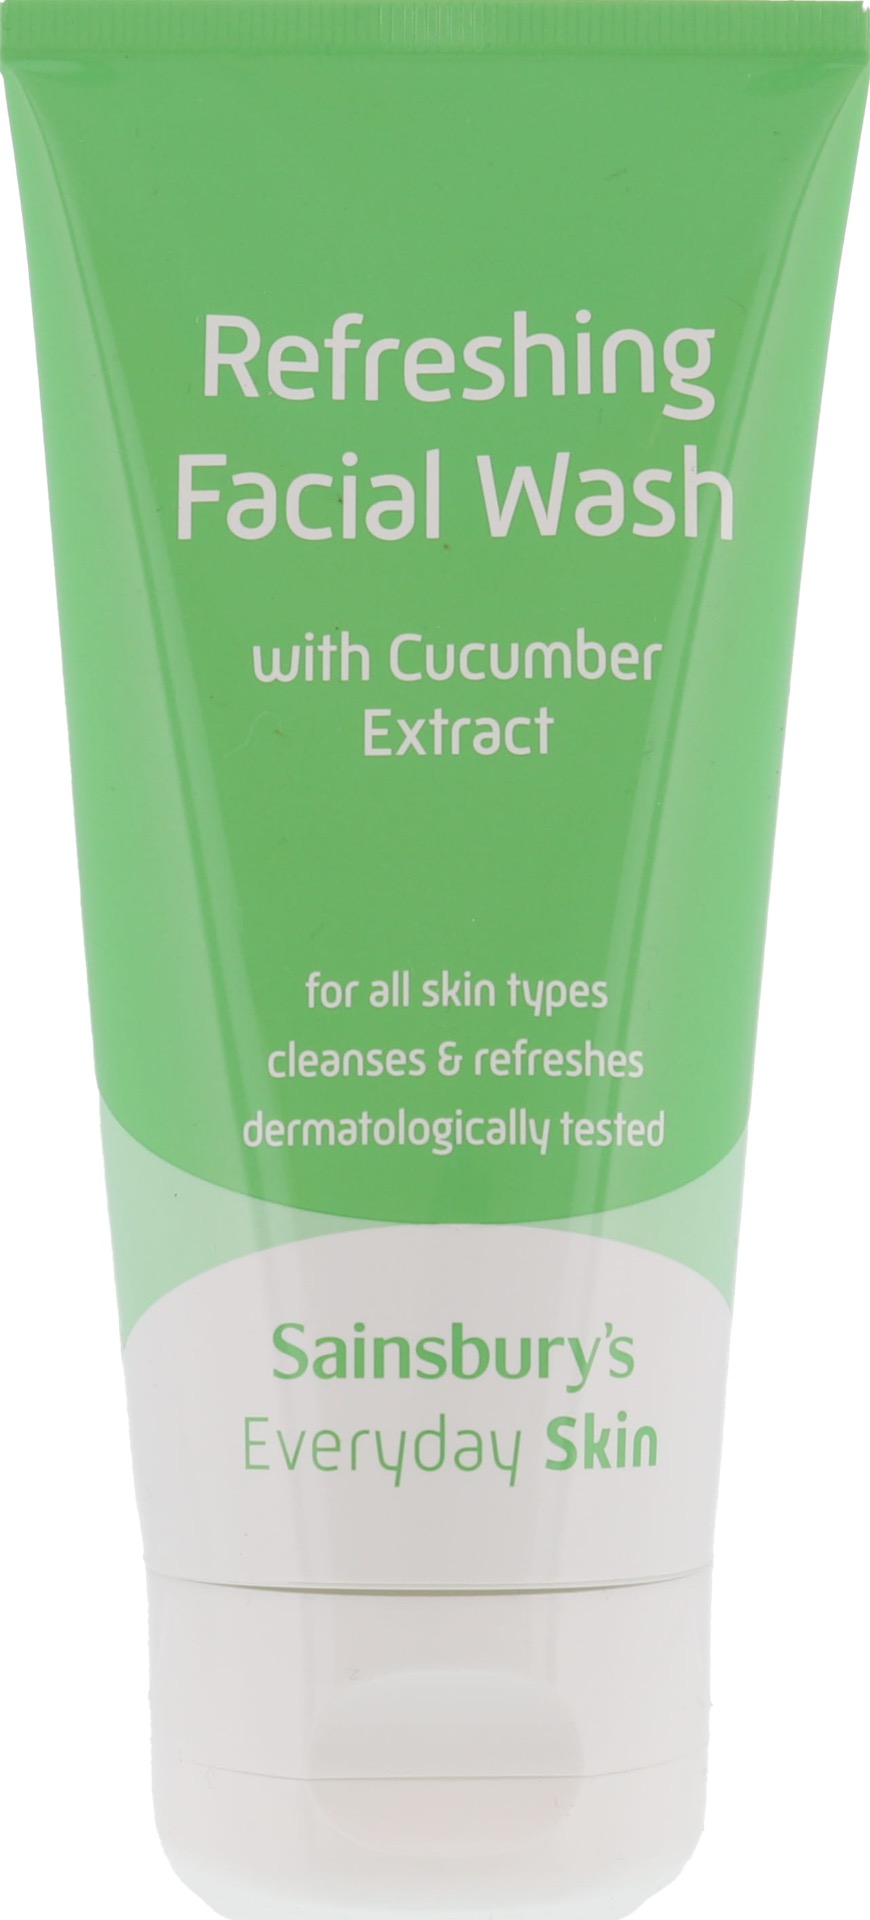 Refreshing
Facial Wash
with Cucumber
Extract
for all skin types
cleanses & refreshes
dermatologically tested
Sainsbury's
Everyday Skin